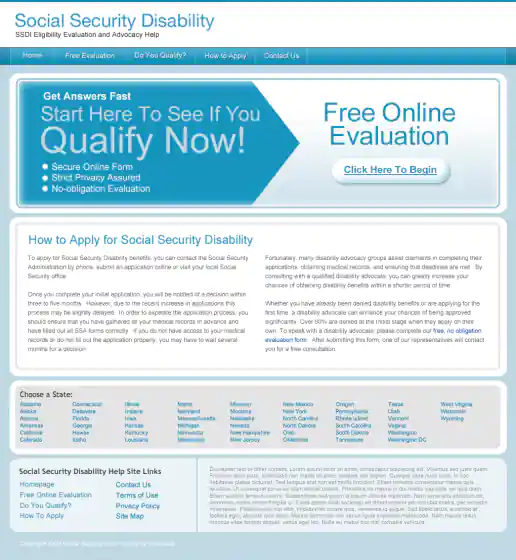 Social Security Disability
SSDI Eligibility Evaluation and Advocacy Help
Home Free Evaluation Do You Qualify? How to Apply Contact Us
Get Answers Fast
Start Here To See If You
Qualify Now!
Secure Online Form
Strict Privacy Assured
No-obligation Evaluation
Free Online
Evaluation
Click Here To Begin
How to Apply for Social Security Disability
To apply for Social Security Disability benefits, you can contact the Social Security
Administration by phone, submit an application online or visit your local Social
Security office.
Once you complete your initial application, you will be notified of a decision within
three to five months. However, due to the recent increase in applications this
process may be slightly delayed. In order to expedite the application process, you
should ensure that you have gathered all your medical records in advance and
have filled out all SSA forms correctly. If you do not have access to your medical
records or do not fill out the application properly, you may have to wait several
months for a decision.
Fortunately, many disability advocacy groups assist claimants in completing their
applications, obtaining medical records, and ensuring that deadlines are met. By
consulting with a qualified disability advocate, you can greatly increase your
chances of obtaining disability benefits within a shorter period of time.
Whether you have already been denied disability benefits or are applying for the
first time, a disability advocate can enhance your chances of being approved
significantly. Over 60% are denied at the initial stage when they apply on their
own. To speak with a disability advocate, please complete our free, no obligation
evaluation form. After submitting this form, one of our representatives will contact
you for a free consultation.
Choose a State:
Alabama Connecticut Illinois Maine Missouri New Mexico Oregon Texas West Virginia
Alaska Delaware Indiana Maryland Montana New York Pennsylvania Utah Wisconsin
Arizona Florida Iowa Massachusetts Nebraska North Carolina Rhode Island Vermont Wyoming
Arkansas Georgia Kansas Michigan Nevada North Dakota South Carolina Virginia
California Hawaii Kentucky Minnesota New Hampshire Ohio South Dakota Washington
Colorado Idaho Louisiana Mississippi New Jersey Oklahoma Tennessee Washington DC
Social Security Disability Help Site Links
Homepage Contact Us
Free Online Evaluation Terms of Use
Do You Quality? Privacy Policy
How To Apply Site Map